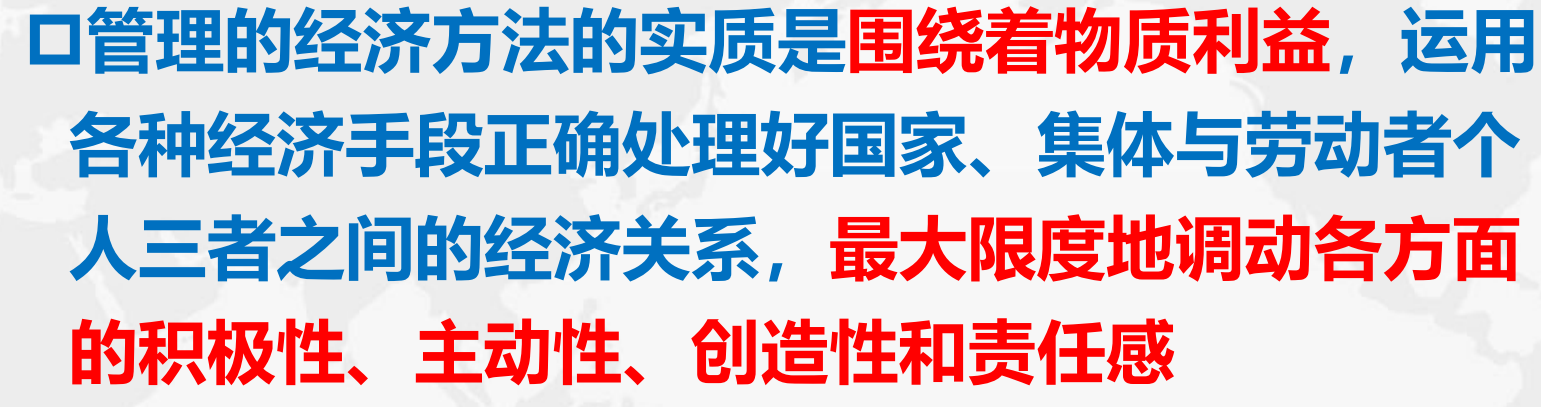 □管理的经济方法的实质是围绕着物质利益，运用
各种经济手段正确处理好国家、集体与劳动者个
人三者之间的经济关系，最大限度地调动各方面
的积极性、主动性、创造性和责任感